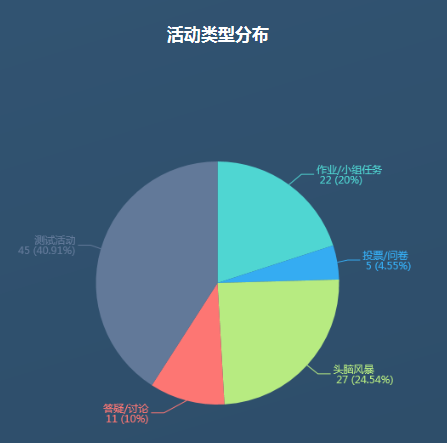 活动类型分布
作业/小组任务
22 (20%)
投票/问卷
5 (4.55%)
头脑风暴
27 (24.54%)
答疑/讨论
11 (10%)
测试活动
45 (40.91%)